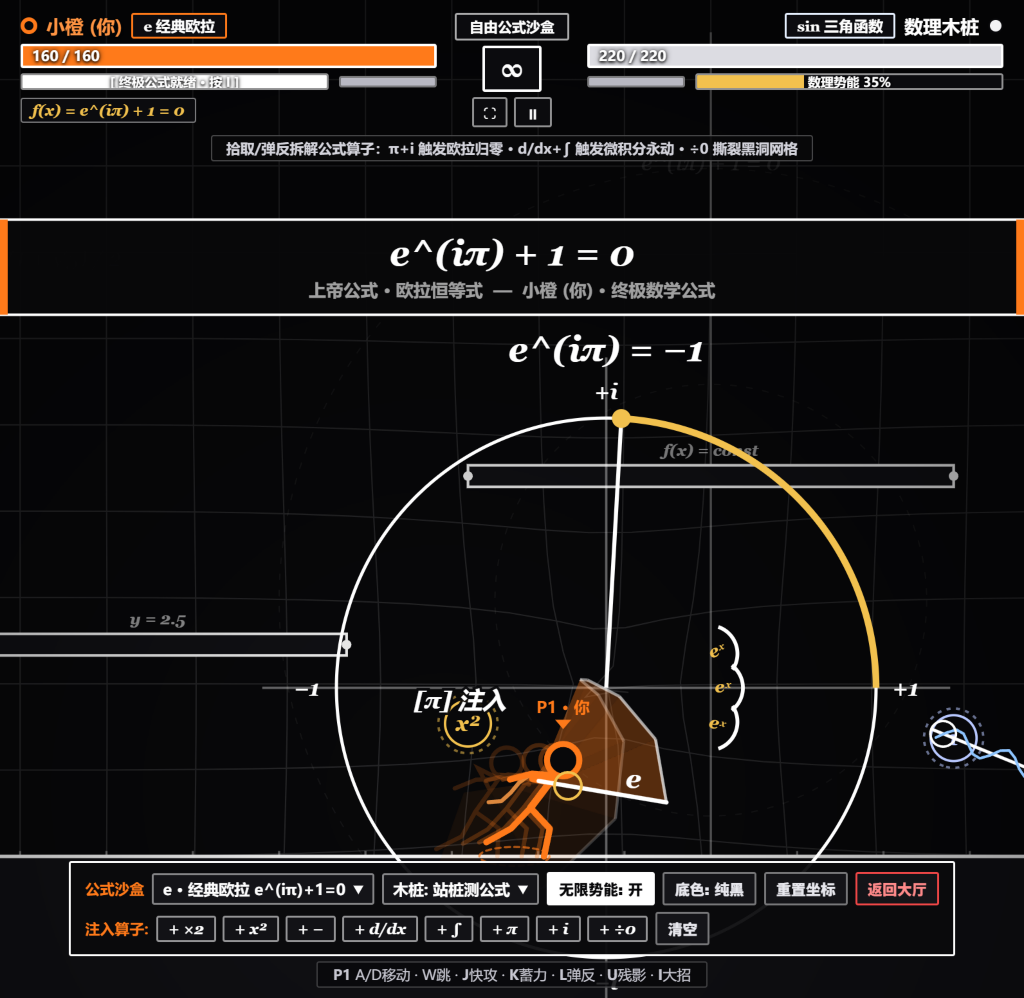 小橙 (你) e 经典欧拉
自由公式沙盒
sin 三角函数 数理木桩
160 / 160
220 / 220
∞
数理势能 35%
f(x) = e^(iπ) + 1 = 0
拾取/弹反拆解公式算子：π+i 触发欧拉归零 • d/dx+∫ 触发微积分永动 • ÷0 撕裂黑洞网格
e^(iπ) + 1 = 0
e^(iπ) + 1 = 0
上帝公式 • 欧拉恒等式 — 小橙 (你) • 终极数学公式
e^(iπ) = −1
+i
f(x) = const
y = 2.5
eˣ
−1
eˣ
+1
[π] 注入
P1 • 你
x²
eˣ
e
公式沙盒 e • 经典欧拉 e^(iπ)+1=0 ▼ 木桩: 站桩测公式 ▼ 无限势能: 开 底色: 纯黑 重置坐标 返回大厅
注入算子: + ×2 + x² + − + d/dx + ∫ + π + i + ÷0 清空
P1 A/D移动 · W跳 · J快攻 · K蓄力 · L弹反 · U残影 · I大招